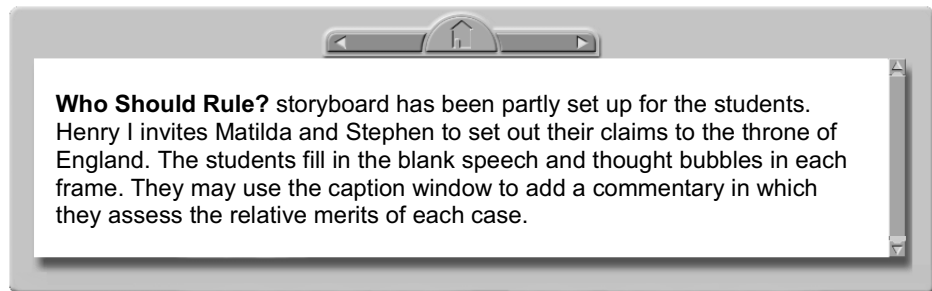 Who Should Rule? storyboard has been partly set up for the students.
Henry I invites Matilda and Stephen to set out their claims to the throne of
England. The students fill in the blank speech and thought bubbles in each
frame. They may use the caption window to add a commentary in which
they assess the relative merits of each case.